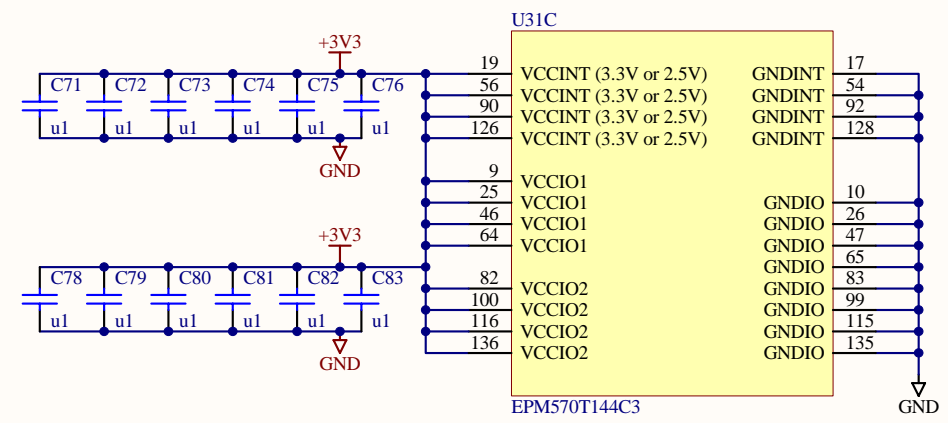 U31C
+3V3
C71 C72 C73 C74 C75 C76
u1 u1 u1 u1 u1 u1
GND
+3V3
C78 C79 C80 C81 C82 C83
u1 u1 u1 u1 u1 u1
GND
19 VCCINT (3.3V or 2.5V) GNDINT 17
56 VCCINT (3.3V or 2.5V) GNDINT 54
90 VCCINT (3.3V or 2.5V) GNDINT 92
126 VCCINT (3.3V or 2.5V) GNDINT 128
9 VCCIO1
25 VCCIO1 GNDIO 10
46 VCCIO1 GNDIO 26
64 VCCIO1 GNDIO 47
GNDIO 65
82 VCCIO2 GNDIO 83
100 VCCIO2 GNDIO 99
116 VCCIO2 GNDIO 115
136 VCCIO2 GNDIO 135
EPM570T144C3
GND